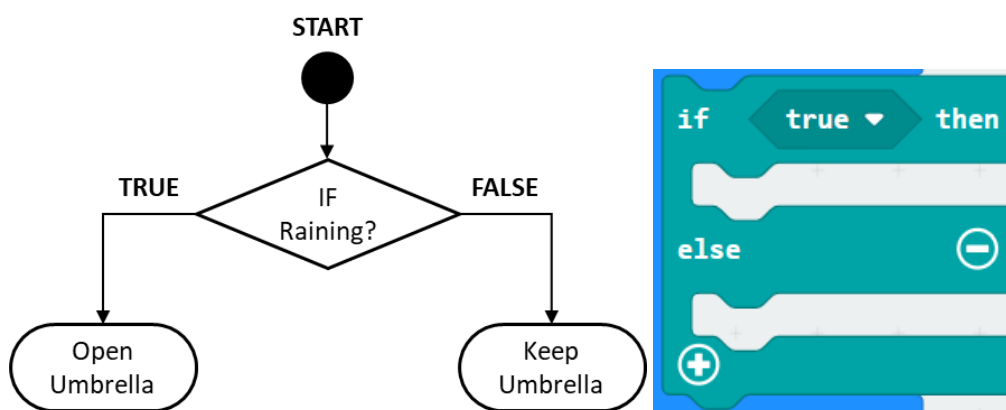 START
TRUE
FALSE
IF
Raining?
Open
Umbrella
Keep
Umbrella
if true then
else